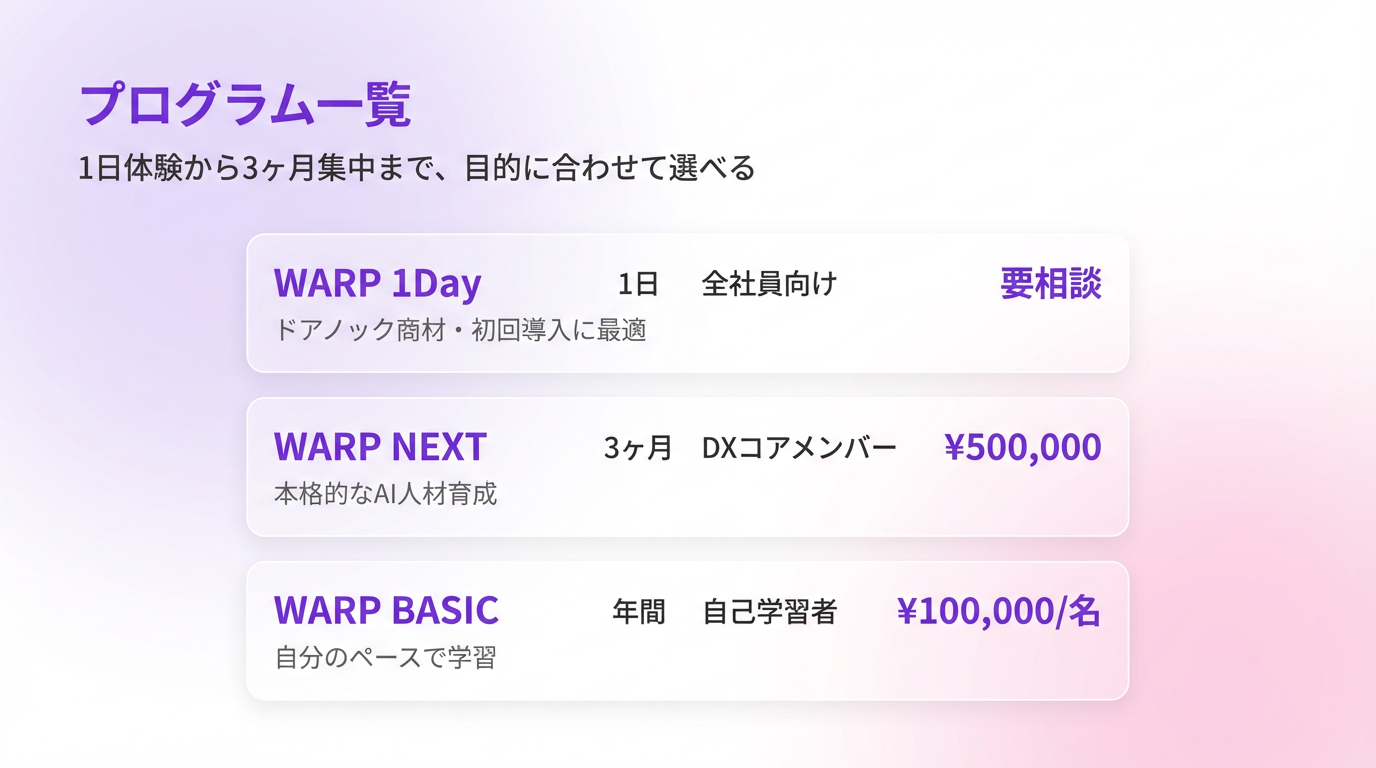 プログラム一覧
1日体験から3ヶ月集中まで、目的に合わせて選べる
WARP 1Day 1日 全社員向け 要相談
ドアノック商材・初回導入に最適
WARP NEXT 3ヶ月 DXコアメンバー ¥500,000
本格的なAI人材育成
WARP BASIC 年間 自己学習者 ¥100,000/名
自分のペースで学習